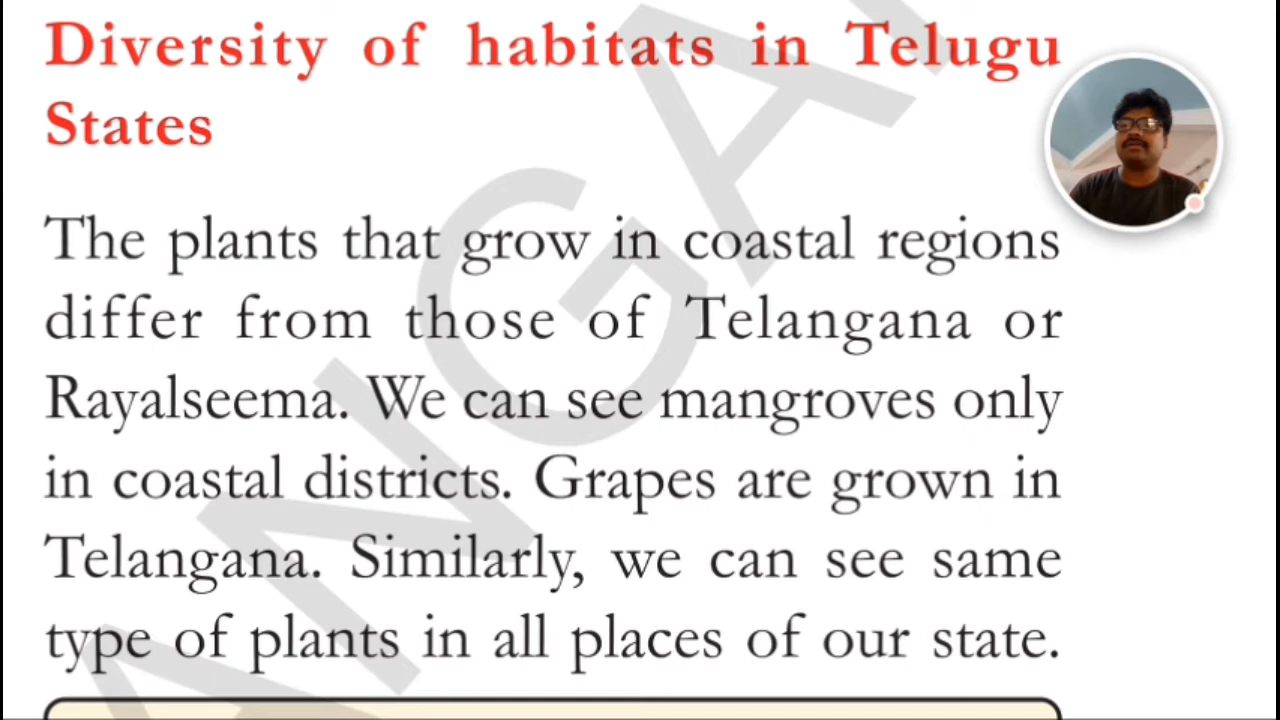 Diversity of habitats in Telugu
States
The plants that grow in coastal regions
differ from those of Telangana or
Rayalseema. We can see mangroves only
in coastal districts. Grapes are grown in
Telangana. Similarly, we can see same
type of plants in all places of our state.